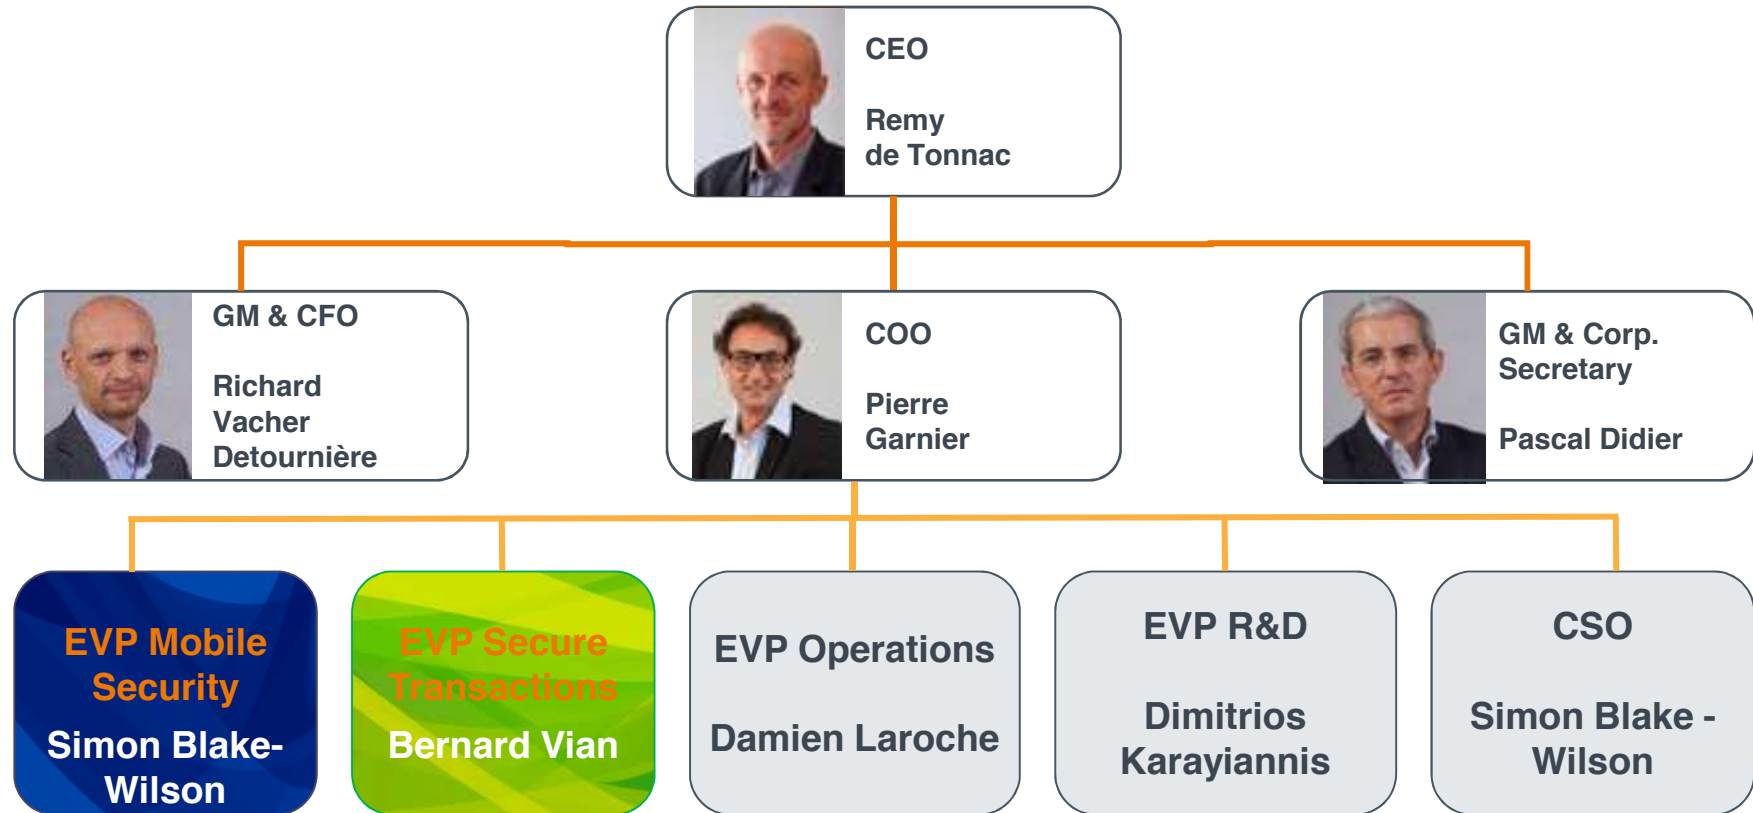 CEO
Remy
de Tonnac
GM & CFO
Richard
Vacher
Detournière
COO
Pierre
Garnier
GM & Corp.
Secretary
Pascal Didier
EVP Mobile
Security
Simon Blake-
Wilson
EVP Secure
Transactions
Bernard Vian
EVP Operations
Damien Laroche
EVP R&D
Dimitrios
Karayiannis
CSO
Simon Blake -
Wilson